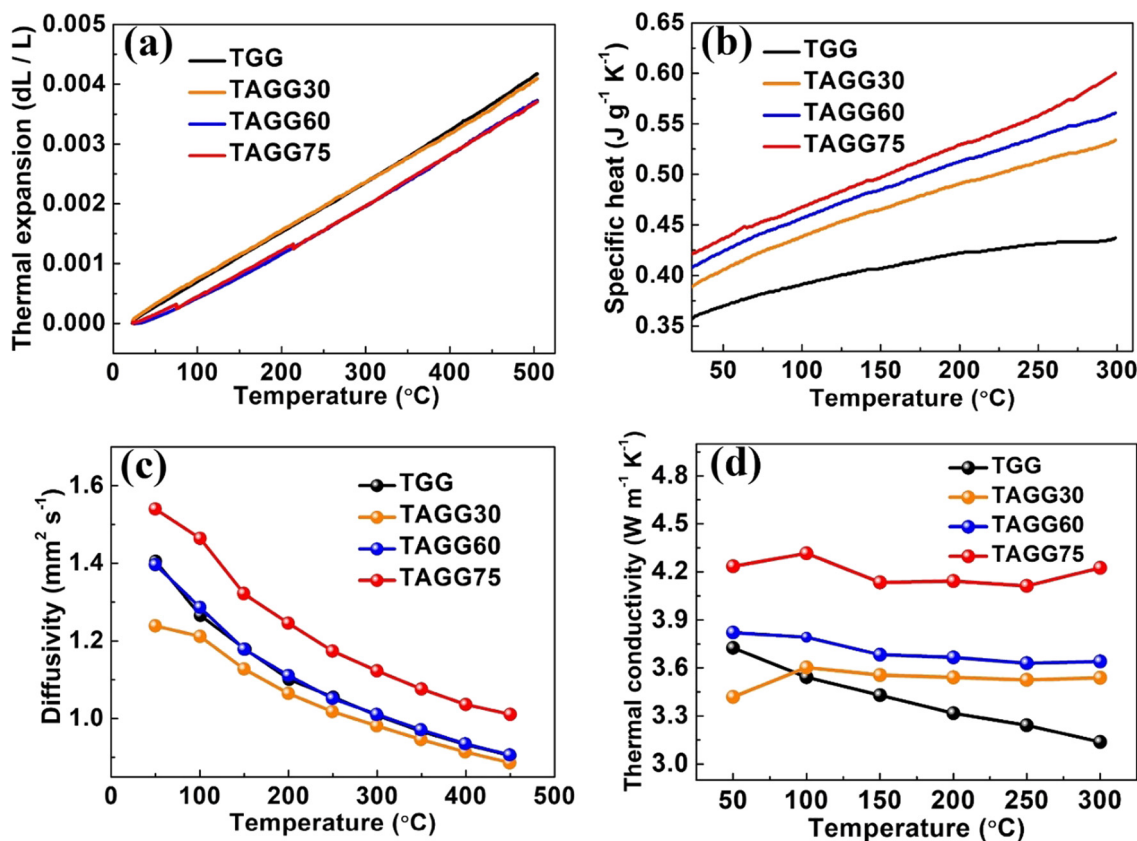 (a)
Thermal expansion (dL / L)
0.005
0.004
0.003
0.002
0.001
0.000
TGG
TAGG30
TAGG60
TAGG75
0 100 200 300 400 500
Temperature (°C)
(b)
Specific heat (J g⁻¹ K⁻¹)
0.65
0.60
0.55
0.50
0.45
0.40
0.35
TGG
TAGG30
TAGG60
TAGG75
50 100 150 200 250 300
Temperature (°C)
(c)
Diffusivity (mm² s⁻¹)
1.6
1.4
1.2
1.0
TGG
TAGG30
TAGG60
TAGG75
0 100 200 300 400 500
Temperature (°C)
(d)
Thermal conductivity (W m⁻¹ K⁻¹)
4.8
4.5
4.2
3.9
3.6
3.3
3.0
TGG
TAGG30
TAGG60
TAGG75
50 100 150 200 250 300
Temperature (°C)